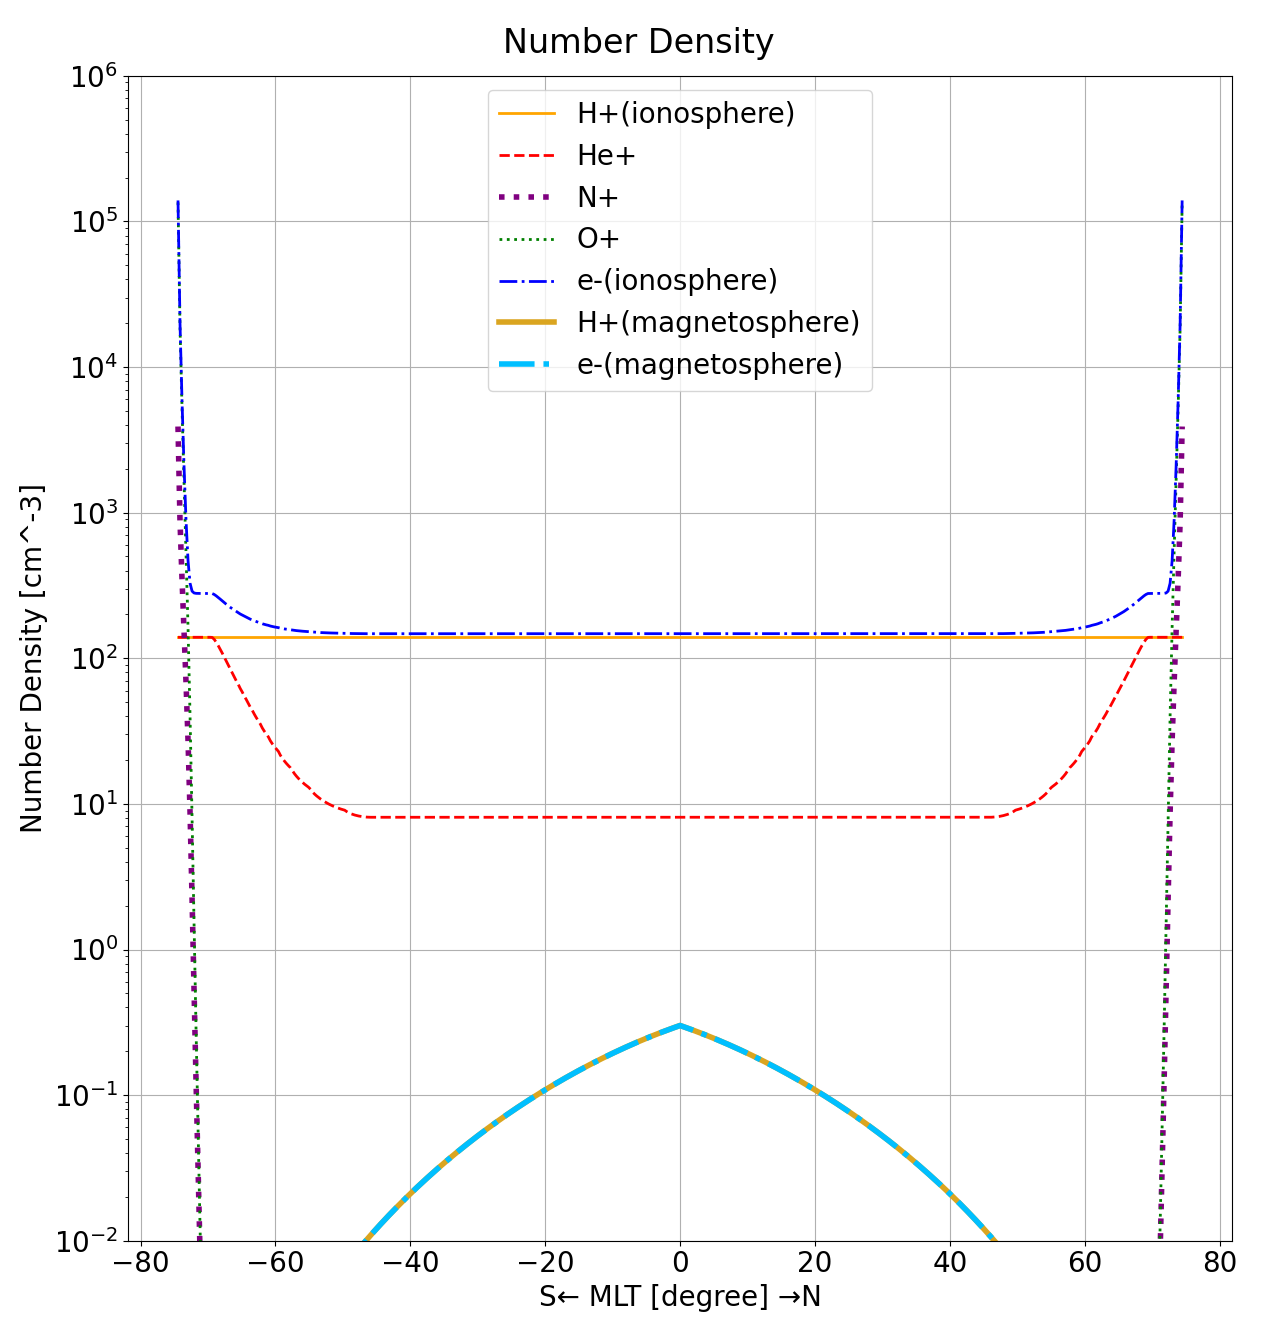 Number Density
10^6
10^5
10^4
10^3
10^2
10^1
10^0
10^−1
10^−2
Number Density [cm^-3]
H+(ionosphere)
He+
N+
O+
e-(ionosphere)
H+(magnetosphere)
e-(magnetosphere)
−80 −60 −40 −20 0 20 40 60 80
S← MLT [degree] →N